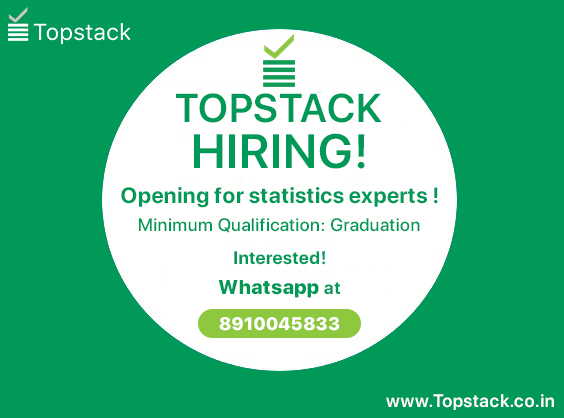 Topstack
TOPSTACK
HIRING!
Opening for statistics experts !
Minimum Qualification: Graduation
Interested!
Whatsapp at
8910045833
www.Topstack.co.in